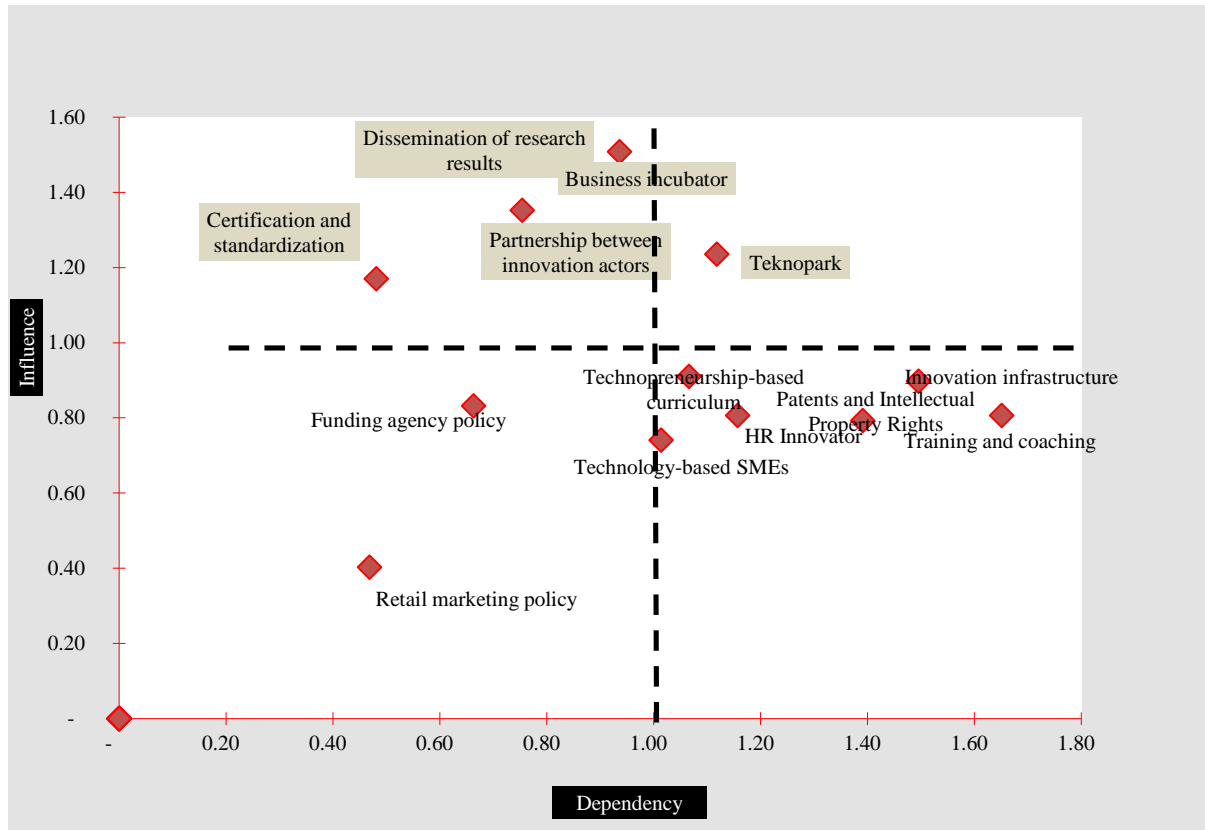 1.60
1.40
1.20
1.00
0.80
0.60
0.40
0.20
-
Influence
Dissemination of research
results
Business incubator
Certification and
standardization
Partnership between
innovation actors
Teknopark
Technopreneurship-based
curriculum
Innovation infrastructure
Patents and Intellectual
Property Rights
Funding agency policy
HR Innovator
Training and coaching
Technology-based SMEs
Retail marketing policy
- 0.20 0.40 0.60 0.80 1.00 1.20 1.40 1.60 1.80
Dependency